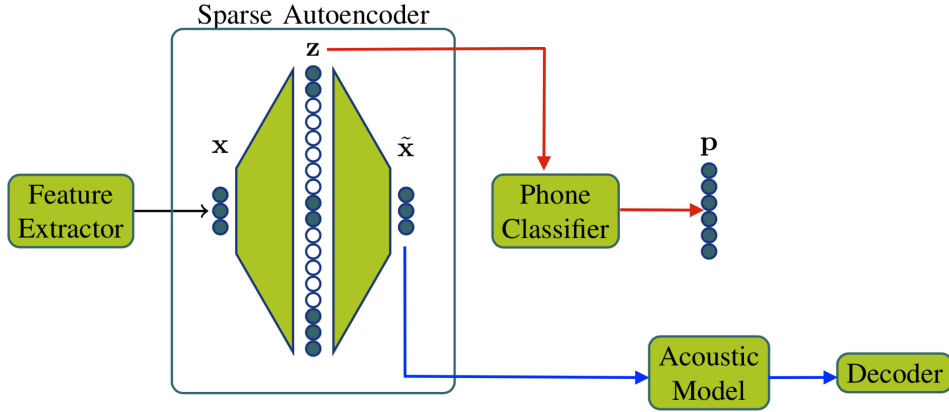 Sparse Autoencoder
z
x
x̃
p
Feature
Extractor
Phone
Classifier
Acoustic
Model
Decoder